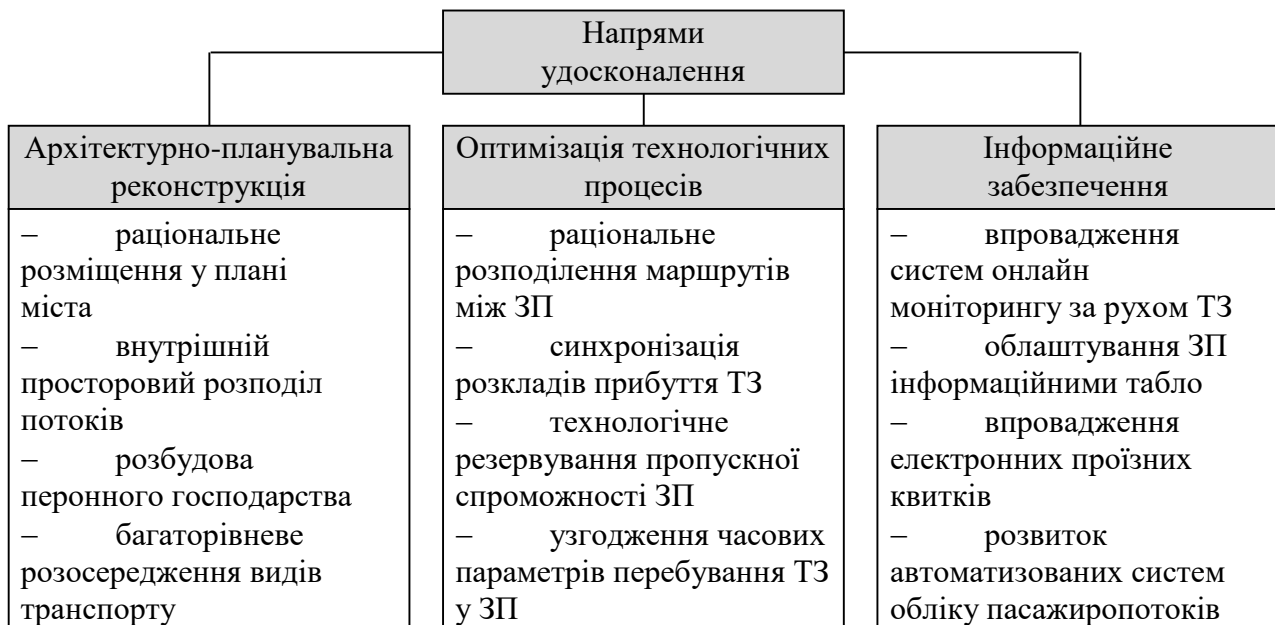 Напрями
удосконалення
Архітектурно-планувальна
реконструкція
– раціональне
розміщення у плані
міста
– внутрішній
просторовий розподіл
потоків
– розбудова
перонного господарства
– багаторівневе
розосередження видів
транспорту
Оптимізація технологічних
процесів
– раціональне
розподілення маршрутів
між ЗП
– синхронізація
розкладів прибуття ТЗ
– технологічне
резервування пропускної
спроможності ЗП
– узгодження часових
параметрів перебування ТЗ
у ЗП
Інформаційне
забезпечення
– впровадження
систем онлайн
моніторингу за рухом ТЗ
– облаштування ЗП
інформаційними табло
– впровадження
електронних проїзних
квитків
– розвиток
автоматизованих систем
обліку пасажиропотоків